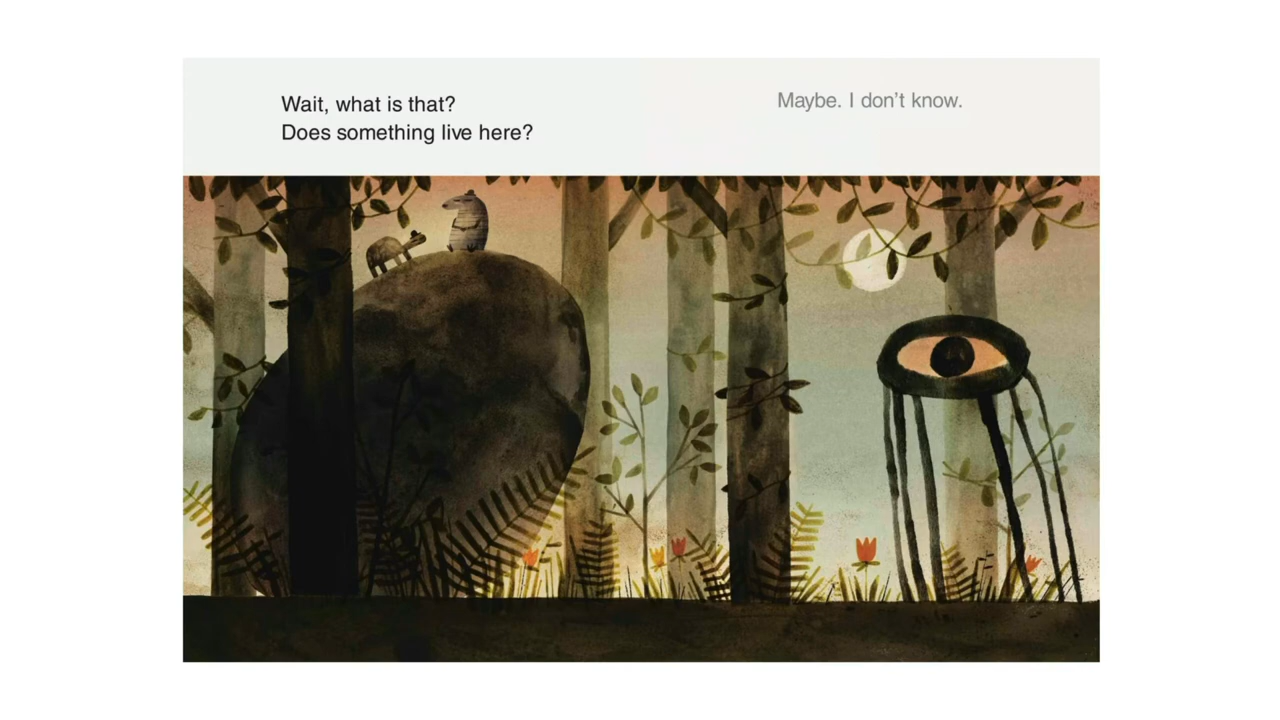 Wait, what is that?
Does something live here?
Maybe. I don’t know.